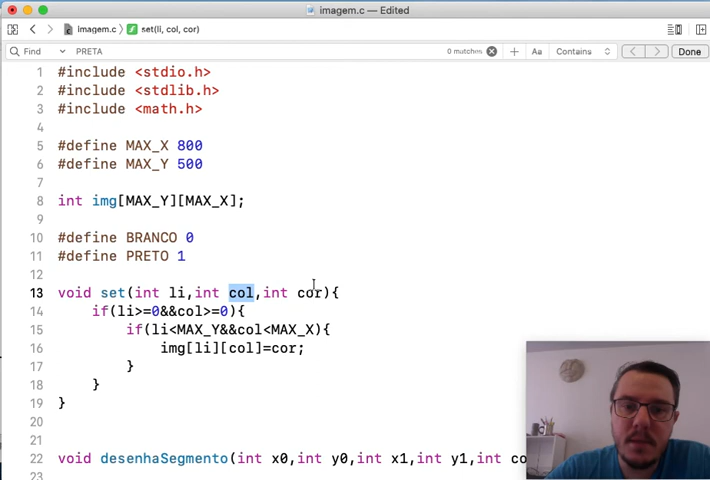 imagem.c — Edited
imagem.c set(li, col, cor)
Find PRETA 0 matches Aa Contains Done
1 #include <stdio.h>
2 #include <stdlib.h>
3 #include <math.h>
4
5 #define MAX_X 800
6 #define MAX_Y 500
7
8 int img[MAX_Y][MAX_X];
9
10 #define BRANCO 0
11 #define PRETO 1
12
13 void set(int li,int col,int cor){
14 if(li>=0&&col>=0){
15 if(li<MAX_Y&&col<MAX_X){
16 img[li][col]=cor;
17 }
18 }
19 }
20
21
22 void desenhaSegmento(int x0,int y0,int x1,int y1,int co
23